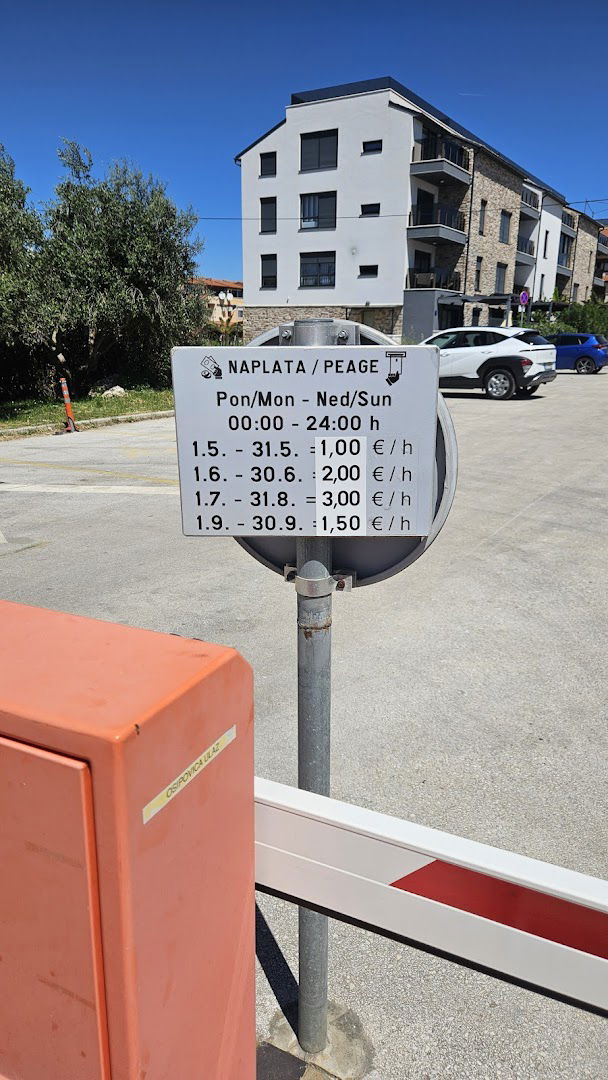 NAPLATA / PEAGE
Pon/Mon - Ned/Sun
00:00 - 24:00 h
1.5. - 31.5. = 1,00 € / h
1.6. - 30.6. = 2,00 € / h
1.7. - 31.8. = 3,00 € / h
1.9. - 30.9. = 1,50 € / h
OSIPOVICA ULAZ